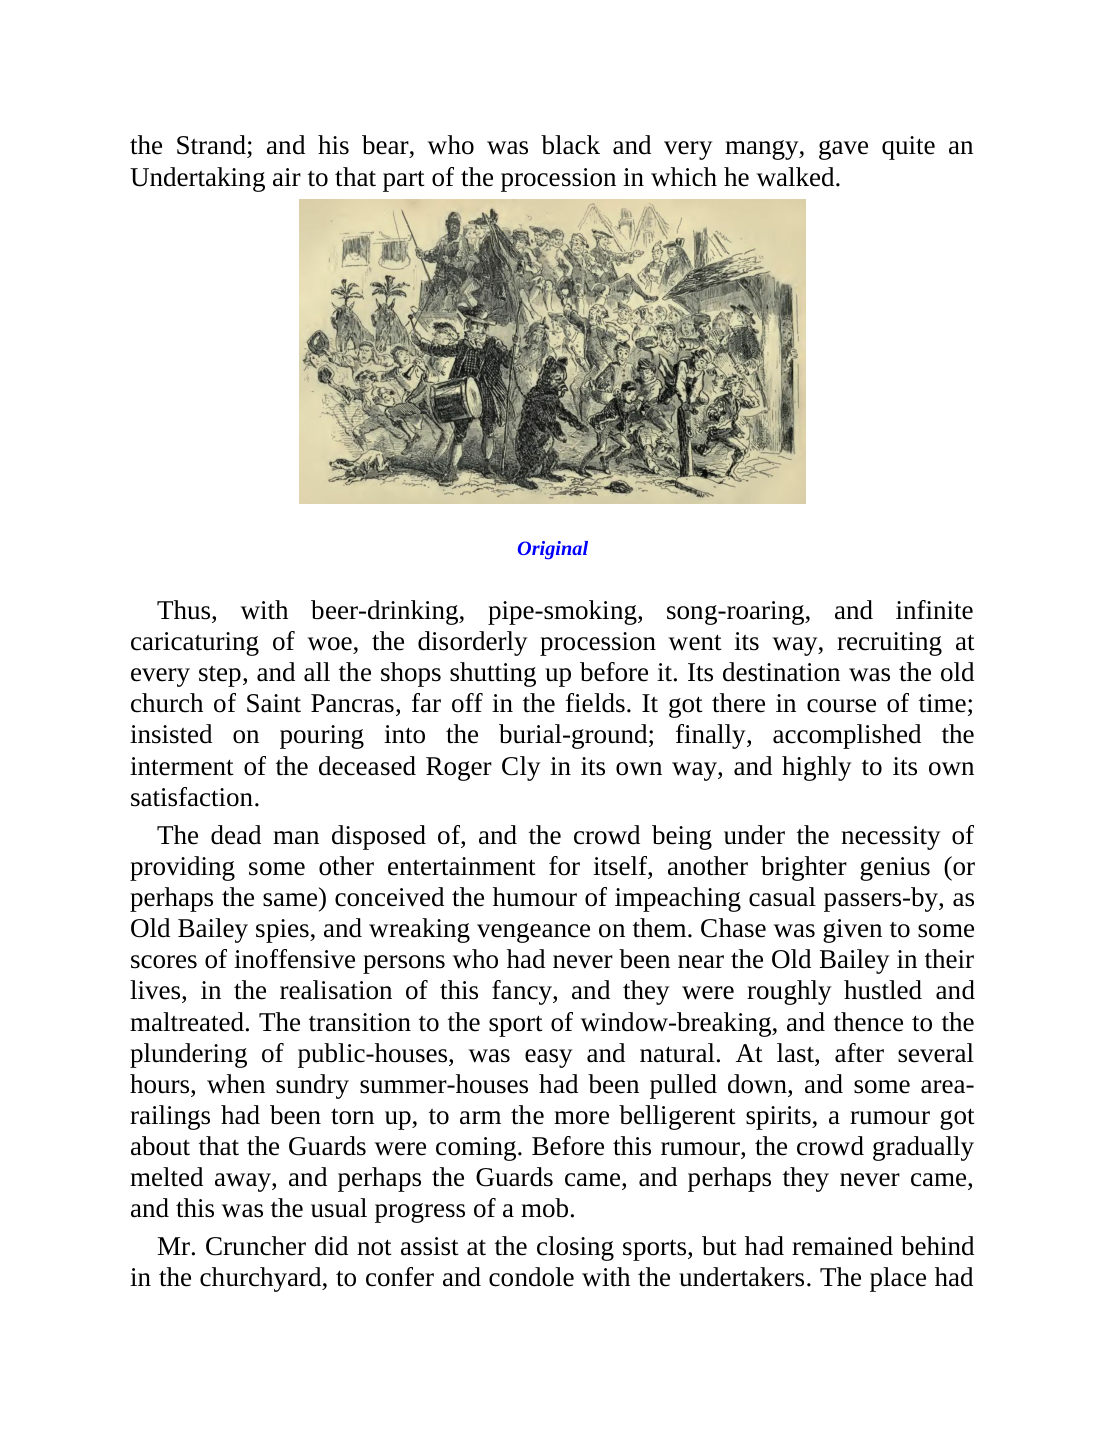 the Strand; and his bear, who was black and very mangy, gave quite an
Undertaking air to that part of the procession in which he walked.
Original
Thus, with beer-drinking, pipe-smoking, song-roaring, and infinite
caricaturing of woe, the disorderly procession went its way, recruiting at
every step, and all the shops shutting up before it. Its destination was the old
church of Saint Pancras, far off in the fields. It got there in course of time;
insisted on pouring into the burial-ground; finally, accomplished the
interment of the deceased Roger Cly in its own way, and highly to its own
satisfaction.
The dead man disposed of, and the crowd being under the necessity of
providing some other entertainment for itself, another brighter genius (or
perhaps the same) conceived the humour of impeaching casual passers-by, as
Old Bailey spies, and wreaking vengeance on them. Chase was given to some
scores of inoffensive persons who had never been near the Old Bailey in their
lives, in the realisation of this fancy, and they were roughly hustled and
maltreated. The transition to the sport of window-breaking, and thence to the
plundering of public-houses, was easy and natural. At last, after several
hours, when sundry summer-houses had been pulled down, and some area-
railings had been torn up, to arm the more belligerent spirits, a rumour got
about that the Guards were coming. Before this rumour, the crowd gradually
melted away, and perhaps the Guards came, and perhaps they never came,
and this was the usual progress of a mob.
Mr. Cruncher did not assist at the closing sports, but had remained behind
in the churchyard, to confer and condole with the undertakers. The place had